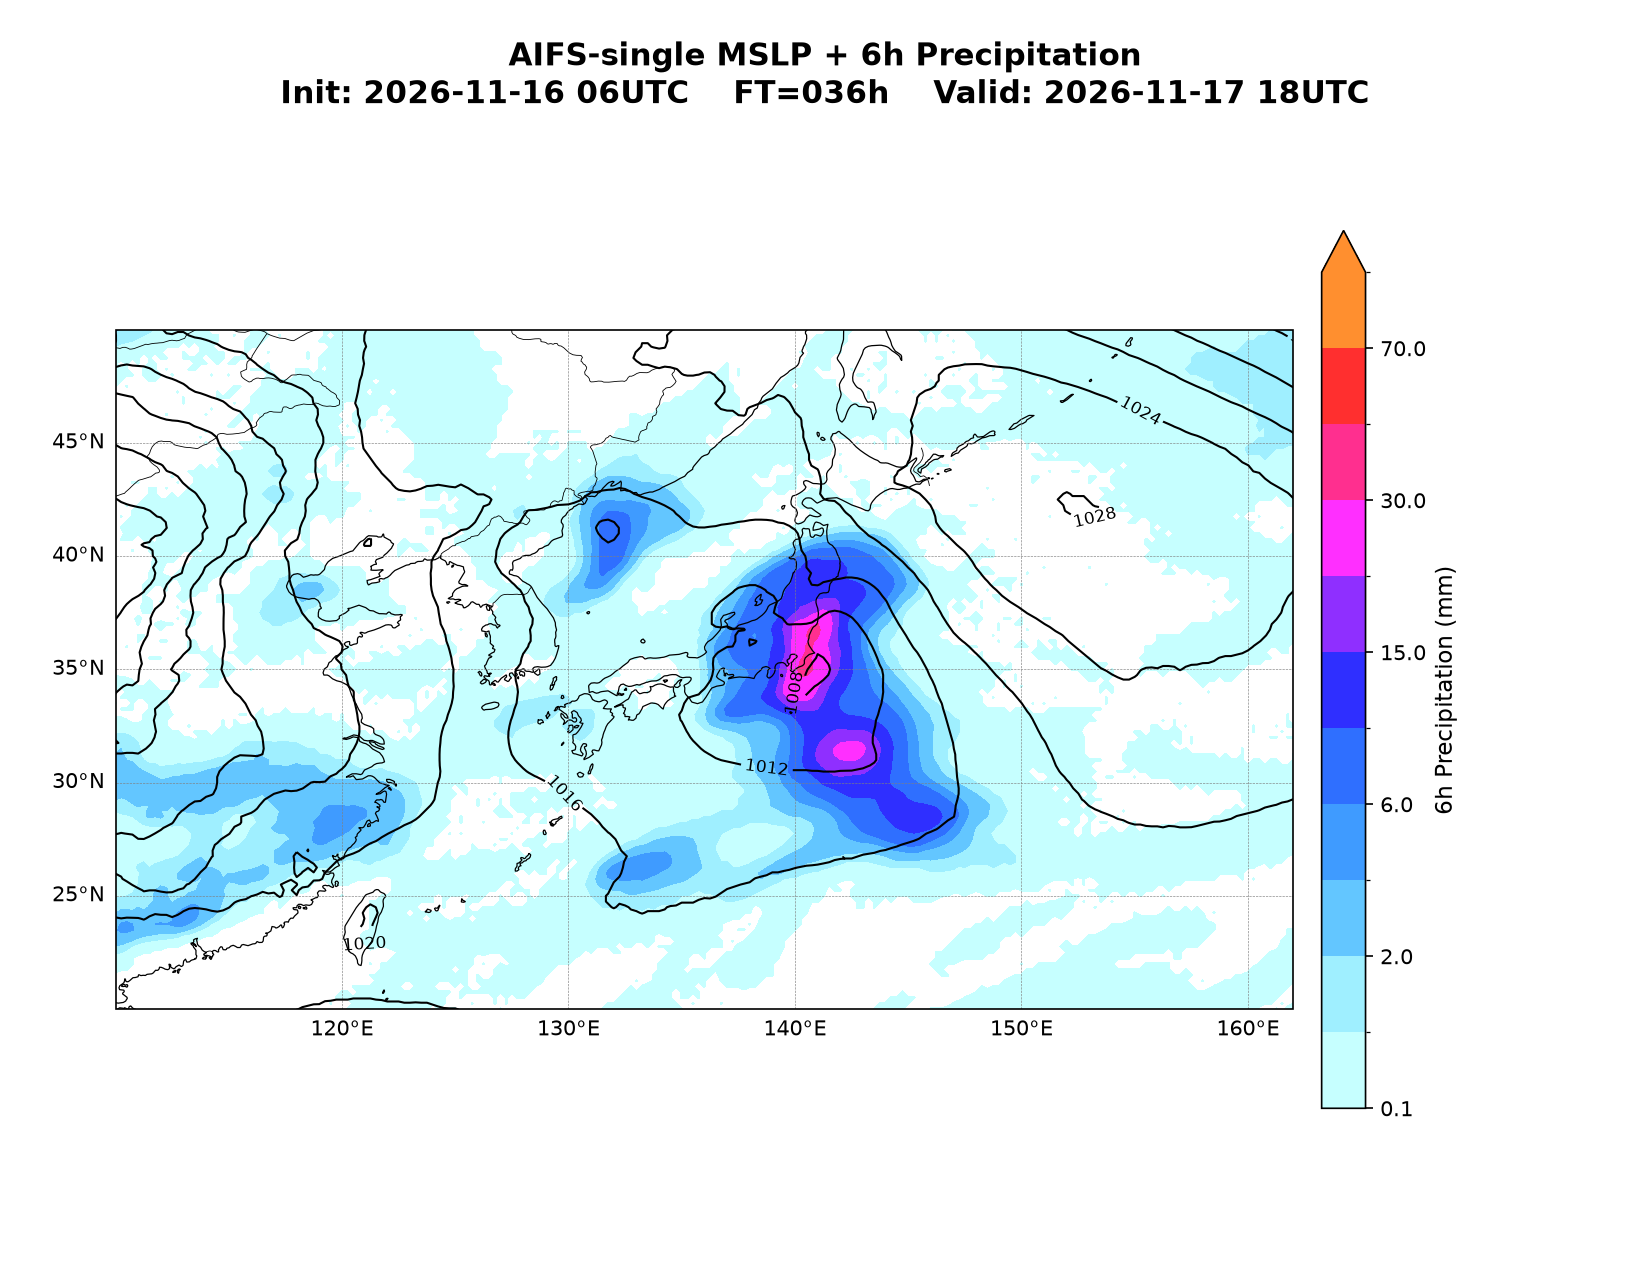 AIFS-single MSLP + 6h Precipitation
Init: 2026-11-16 06UTC    FT=036h    Valid: 2026-11-17 18UTC
1024
1028
1008
1012
1016
1020
45°N
40°N
35°N
30°N
25°N
120°E
130°E
140°E
150°E
160°E
70.0
30.0
15.0
6.0
2.0
0.1
6h Precipitation (mm)